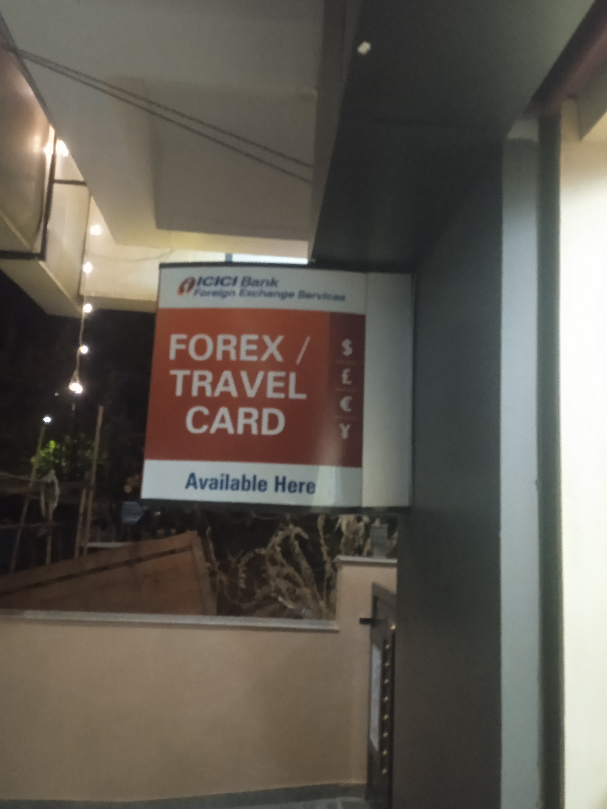 ICICI Bank
Foreign Exchange Services
FOREX /
TRAVEL
CARD
$
£
€
¥
Available Here